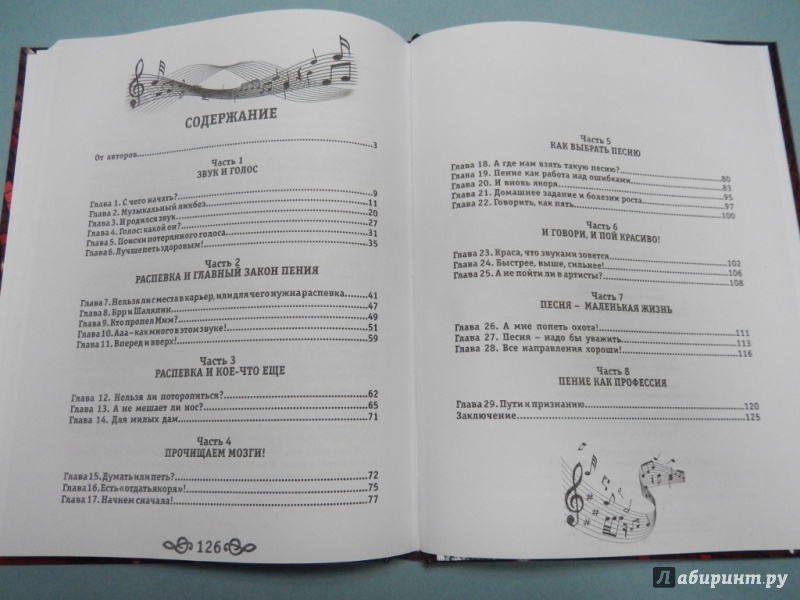 СОДЕРЖАНИЕ
От авторов............3
Часть 1
ЗВУК И ГОЛОС
Глава 1. С чего начать?............9
Глава 2. Музыкальный ликбез............11
Глава 3. И родился звук............20
Глава 4. Голос: какой он?............27
Глава 5. Поиски потерянного голоса............31
Глава 6. Лучше петь здоровым!............35
Часть 2
РАСПЕВКА И ГЛАВНЫЙ ЗАКОН ПЕНИЯ
Глава 7. Нельзя ли с места в карьер, или для чего нужна распевка............41
Глава 8. Брр и Шаляпин............47
Глава 9. Кто пропел Ммм?............49
Глава 10. Ааа – как много в этом звуке!............51
Глава 11. Вперед и вверх!............59
Часть 3
РАСПЕВКА И КОЕ-ЧТО ЕЩЕ
Глава 12. Нельзя ли поторопиться?............62
Глава 13. А не мешает ли нос?............65
Глава 14. Для милых дам............71
Часть 4
ПРОЧИЩАЕМ МОЗГИ!
Глава 15. Думать или петь?............72
Глава 16. Есть «отдать якоря»!............75
Глава 17. Начнем сначала!............77
126
Часть 5
КАК ВЫБРАТЬ ПЕСНЮ
Глава 18. А где нам взять такую песню?............80
Глава 19. Пение как работа над ошибками............83
Глава 20. И вновь якоря............95
Глава 21. Домашнее задание и болезни роста............97
Глава 22. Говорить, как петь............100
Часть 6
И ГОВОРИ, И ПОЙ КРАСИВО!
Глава 23. Краса, что звуками зовется............102
Глава 24. Быстрее, выше, сильнее!............106
Глава 25. А не пойти ли в артисты?............108
Часть 7
ПЕСНЯ – МАЛЕНЬКАЯ ЖИЗНЬ
Глава 26. А мне попеть охота!............111
Глава 27. Песня – надо бы уважить............113
Глава 28. Все направления хороши!............116
Часть 8
ПЕНИЕ КАК ПРОФЕССИЯ
Глава 29. Пути к признанию............120
Заключение............125
Лабиринт.ру